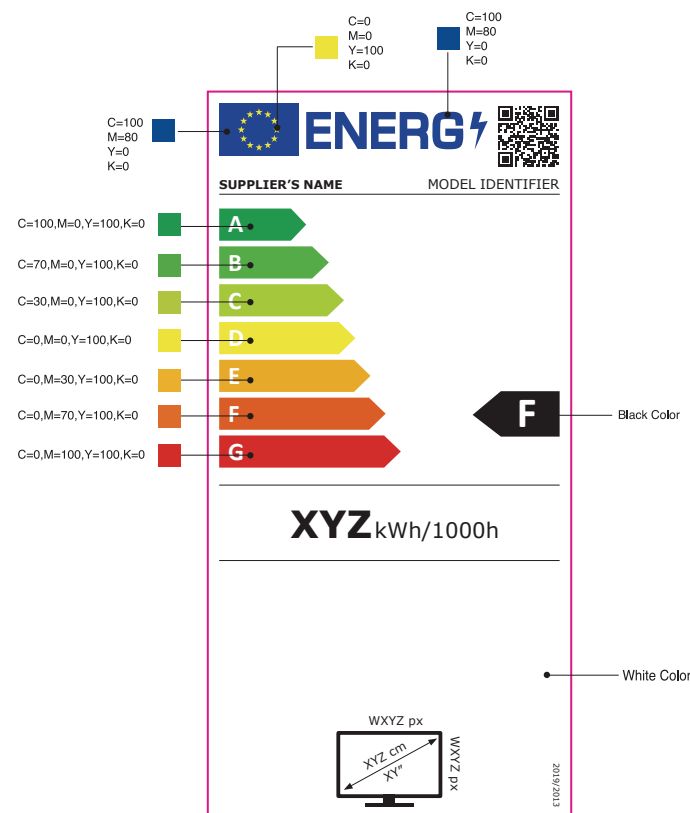 C=0
M=0
Y=100
K=0
C=100
M=80
Y=0
K=0
C=100
M=80
Y=0
K=0
ENERG
SUPPLIER'S NAME MODEL IDENTIFIER
C=100,M=0,Y=100,K=0 A
C=70,M=0,Y=100,K=0 B
C=30,M=0,Y=100,K=0 C
C=0,M=0,Y=100,K=0 D
C=0,M=30,Y=100,K=0 E
C=0,M=70,Y=100,K=0 F F Black Color
C=0,M=100,Y=100,K=0 G
XYZ kWh/1000h
White Color
WXYZ px
XYZ cm
XY"
WXYZ px
2019/2013